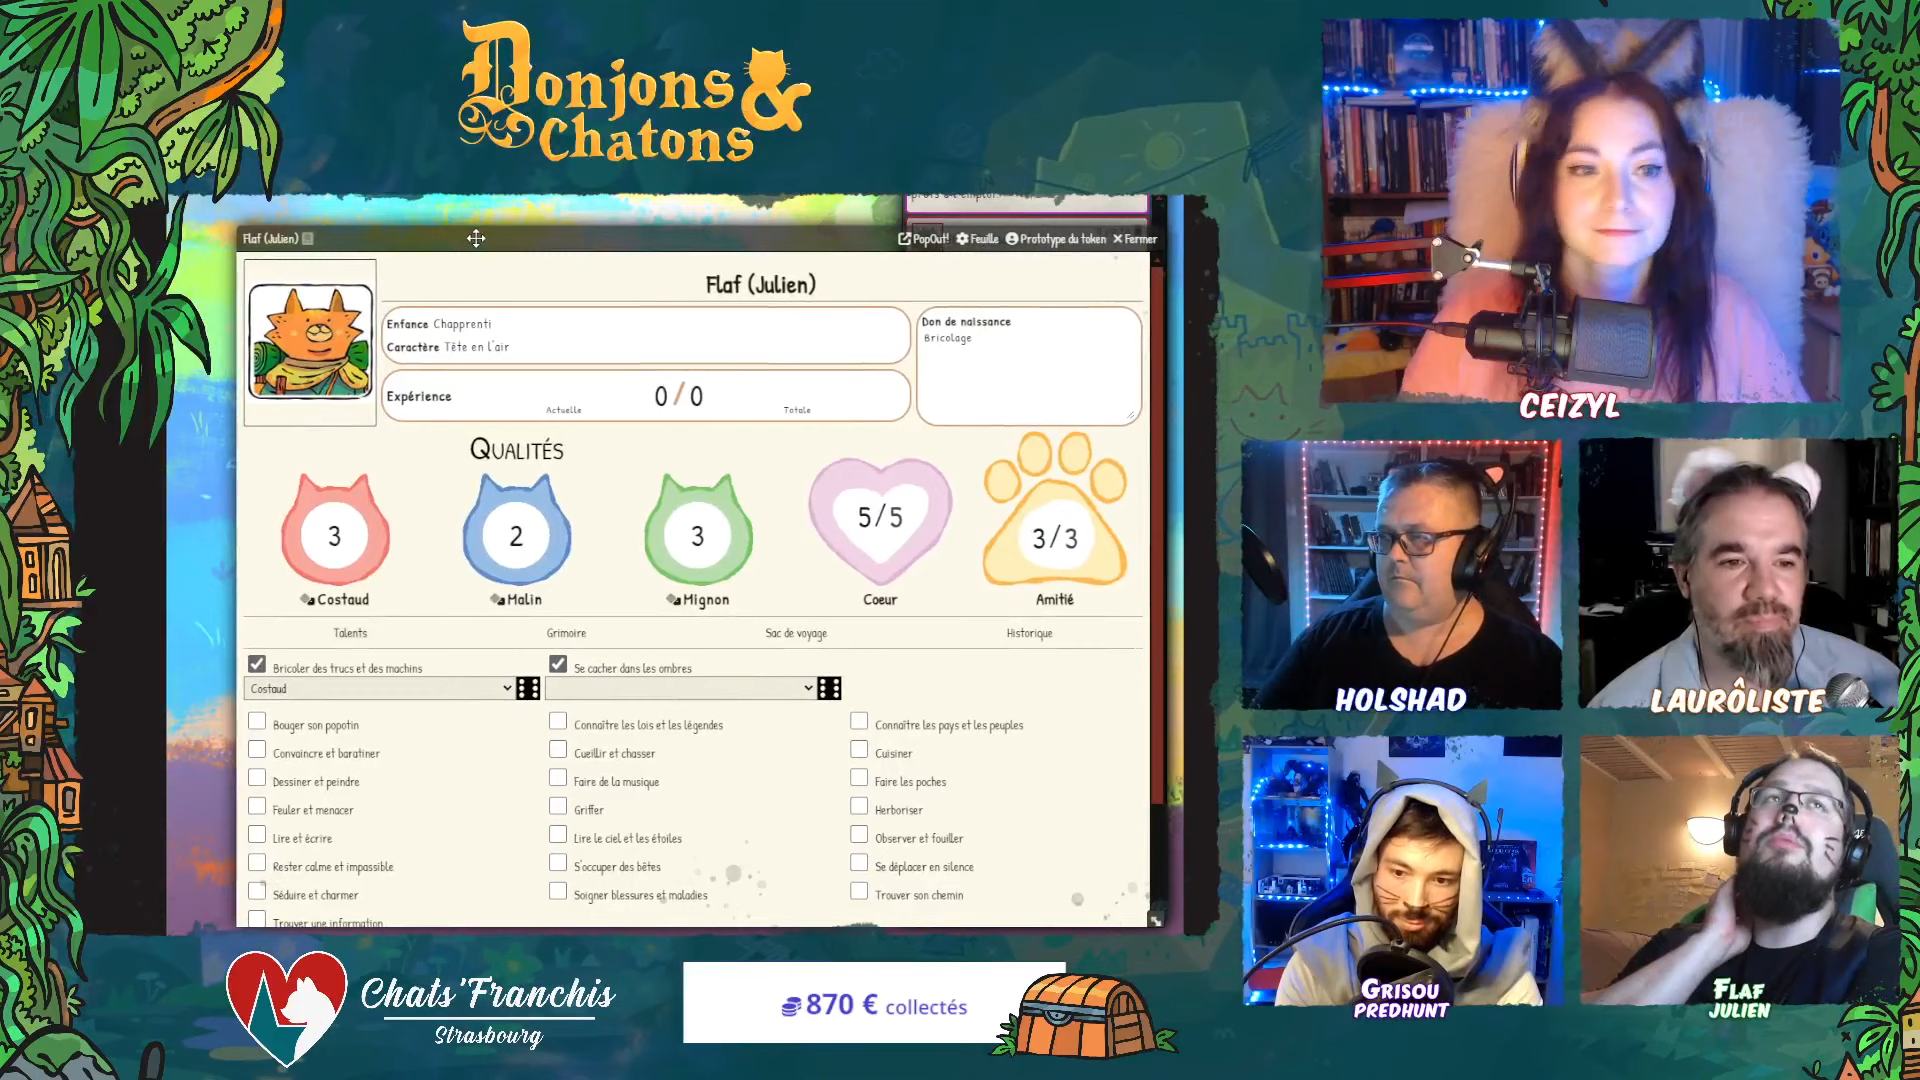 Donjons &
Chatons
Flaf (Julien)
PopOut! Feuille Prototype du token Fermer
Flaf (Julien)
Enfance Chapprenti
Caractère Tête en l'air
Don de naissance
Bricolage
Expérience 0 / 0
Actuelle Totale
QUALITÉS
3 2 3 5/5 3/3
Costaud Malin Mignon Coeur Amitié
Talents Grimoire Sac de voyage Historique
Bricoler des trucs et des machins Se cacher dans les ombres
Costaud
Bouger son popotin Connaître les lois et les légendes Connaître les pays et les peuples
Convaincre et baratiner Cueillir et chasser Cuisiner
Dessiner et peindre Faire de la musique Faire les poches
Feuler et menacer Griffer Herboriser
Lire et écrire Lire le ciel et les étoiles Observer et fouiller
Rester calme et impassible S'occuper des bêtes Se déplacer en silence
Séduire et charmer Soigner blessures et maladies Trouver son chemin
Trouver une information
CEIZYL
HOLSHAD
LAURÔLISTE
GRISOU
PREDHUNT
FLAF
JULIEN
Chats'Franchis
Strasbourg
870 € collectés